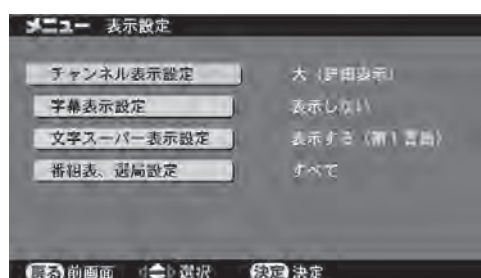 メニュー 表示設定
チャンネル表示設定 大（詳細表示）
字幕表示設定 表示しない
文字スーパー表示設定 表示する（第1言語）
番組表、選局設定 すべて
戻る 前画面 選択 決定 決定